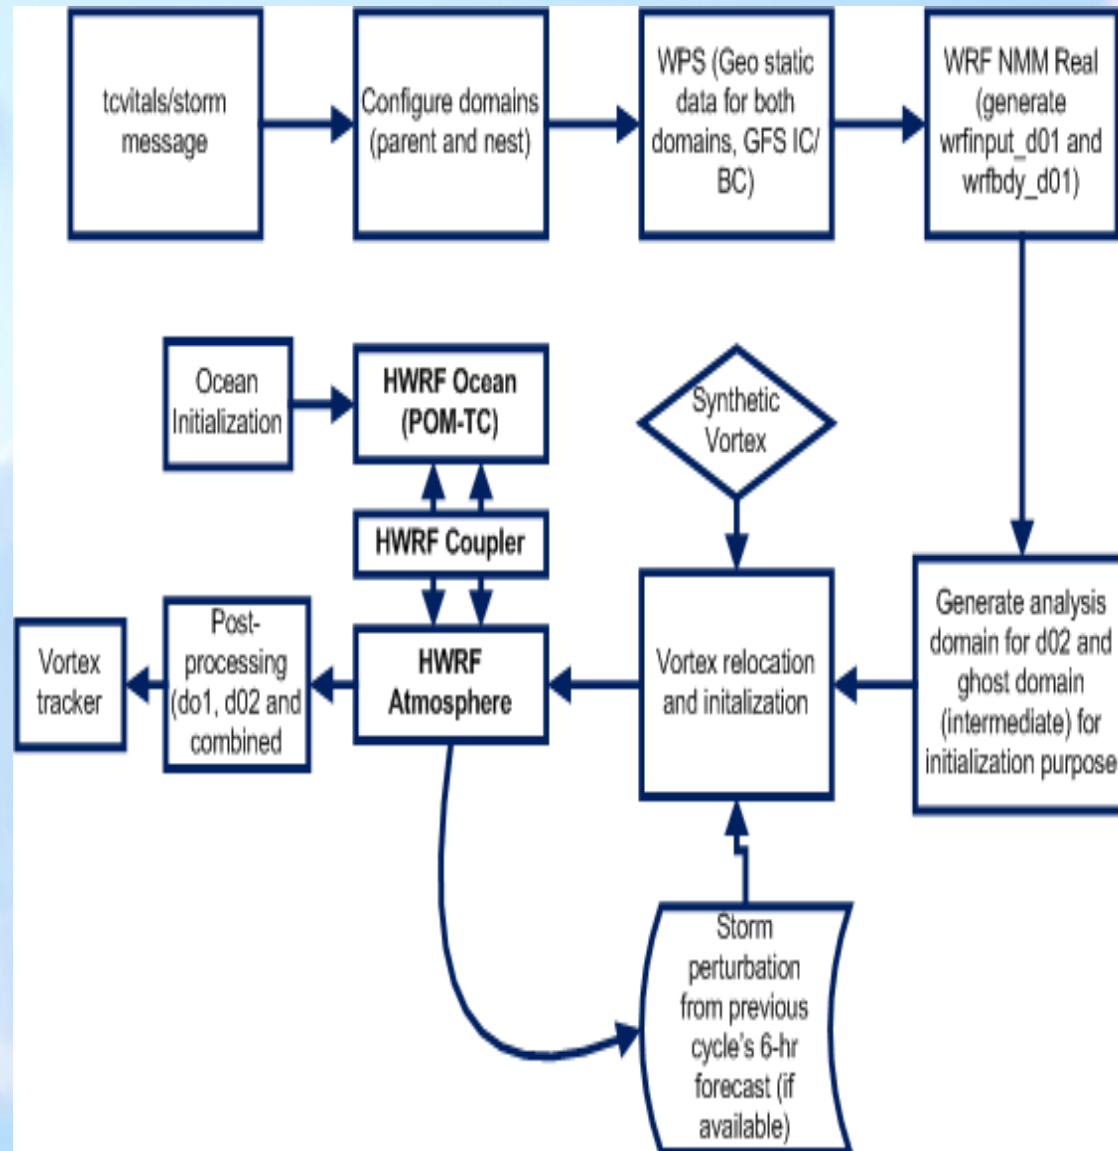 tcvitals/storm
message
Configure domains
(parent and nest)
WPS (Geo static
data for both
domains, GFS IC/
BC)
WRF NMM Real
(generate
wrfinput_d01 and
wrfbdy_d01)
Ocean
Initialization
HWRF Ocean
(POM-TC)
Synthetic
Vortex
HWRF Coupler
Vortex
tracker
Post-
processing
(do1, d02 and
combined
HWRF
Atmosphere
Vortex relocation
and initalization
Generate analysis
domain for d02 and
ghost domain
(intermediate) for
initialization purpose
Storm
perturbation
from previous
cycle's 6-hr
forecast (if
available)